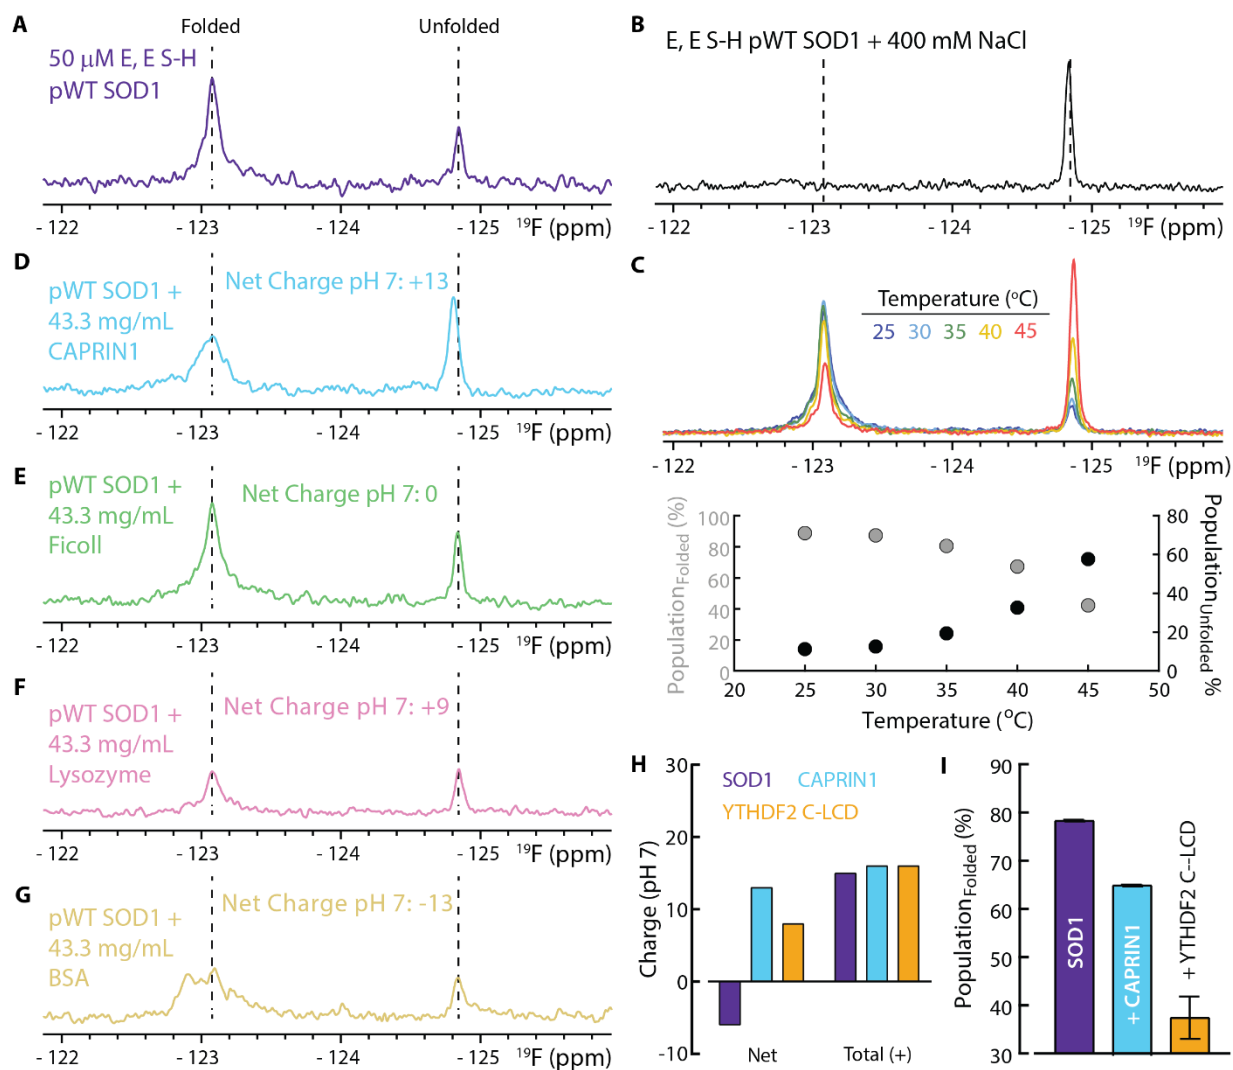 A
Folded
Unfolded
50 μM E, E S-H
pWT SOD1
- 122
- 123
- 124
- 125
¹⁹F (ppm)
B
E, E S-H pWT SOD1 + 400 mM NaCl
- 122
- 123
- 124
- 125
¹⁹F (ppm)
C
Temperature (°C)
25 30 35 40 45
- 122
- 123
- 124
- 125
¹⁹F (ppm)
Population Folded (%)
100
80
60
40
20
0
Population Unfolded %
80
60
40
20
0
20
25
30
35
40
45
50
Temperature (°C)
D
pWT SOD1 +
43.3 mg/mL
CAPRIN1
Net Charge pH 7: +13
- 122
- 123
- 124
- 125
¹⁹F (ppm)
E
pWT SOD1 +
43.3 mg/mL
Ficoll
Net Charge pH 7: 0
- 122
- 123
- 124
- 125
¹⁹F (ppm)
F
pWT SOD1 +
43.3 mg/mL
Lysozyme
Net Charge pH 7: +9
- 122
- 123
- 124
- 125
¹⁹F (ppm)
G
pWT SOD1 +
43.3 mg/mL
BSA
Net Charge pH 7: -13
- 122
- 123
- 124
- 125
¹⁹F (ppm)
H
SOD1 CAPRIN1
YTHDF2 C-LCD
Charge (pH 7)
30
20
10
0
-10
Net
Total (+)
I
Population Folded (%)
90
80
70
60
50
40
30
SOD1
+ CAPRIN1
+ YTHDF2 C--LCD